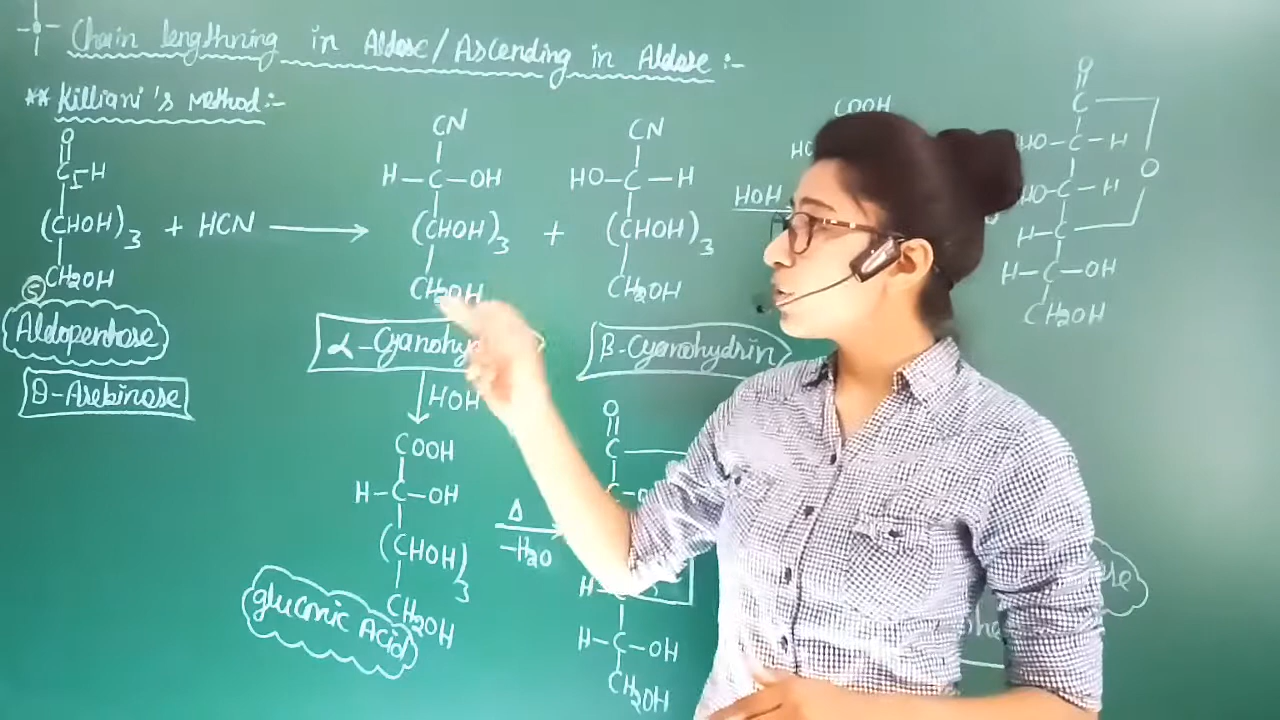 Chain lengthning in Aldose/Ascending in Aldose :-
** Killiani's method:-
O
C H
(CHOH)3
CH2OH
+ HCN
5
Aldopentose
D-Arebinose
CN
H-C-OH
(CHOH)3
CH2OH
+
CN
HO-C-H
(CHOH)3
CH2OH
β-Cyanohydrin
HOH
HOH
COOH
H-C-OH
(CHOH)3
CH2OH
gluconic Acid
Δ
-H2O
O
C
C
H
H-C-OH
CH2OH
COOH
O
C
HO-C-H
HO-C-H
O
H-C
H-C-OH
CH2OH